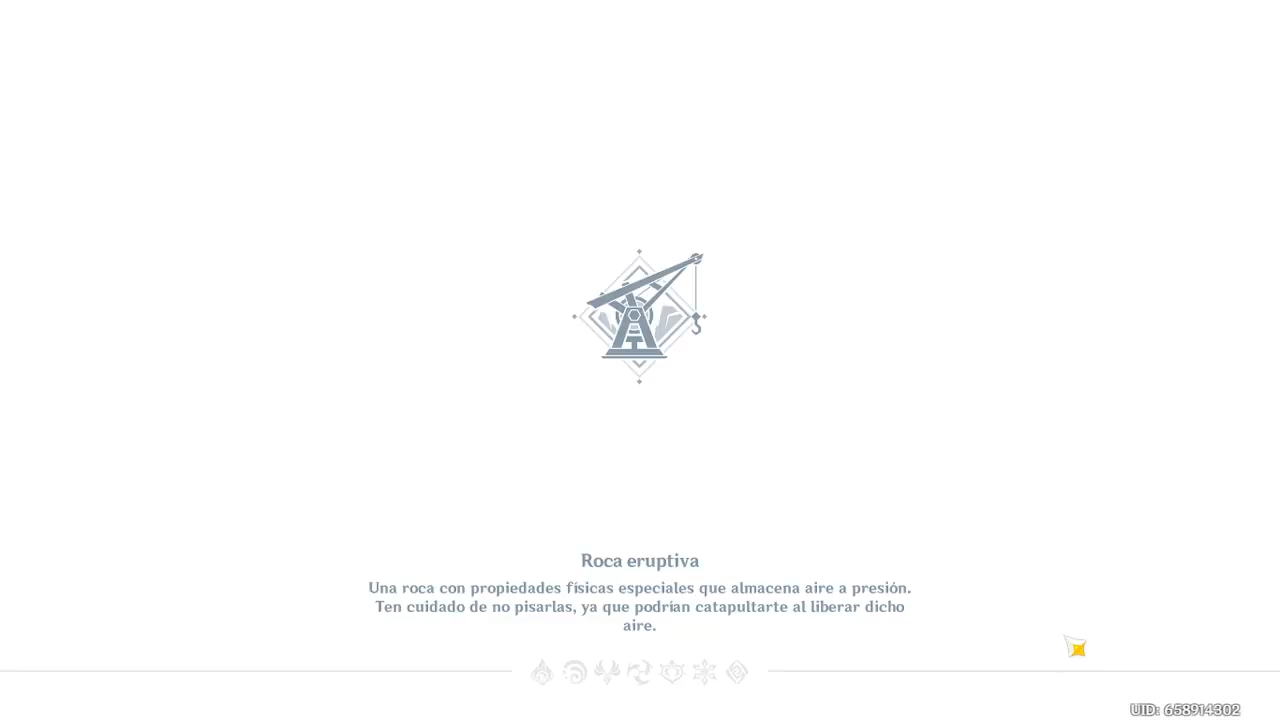 Roca eruptiva
Una roca con propiedades físicas especiales que almacena aire a presión.
Ten cuidado de no pisarlas, ya que podrían catapultarte al liberar dicho
aire.
UID: 658914302